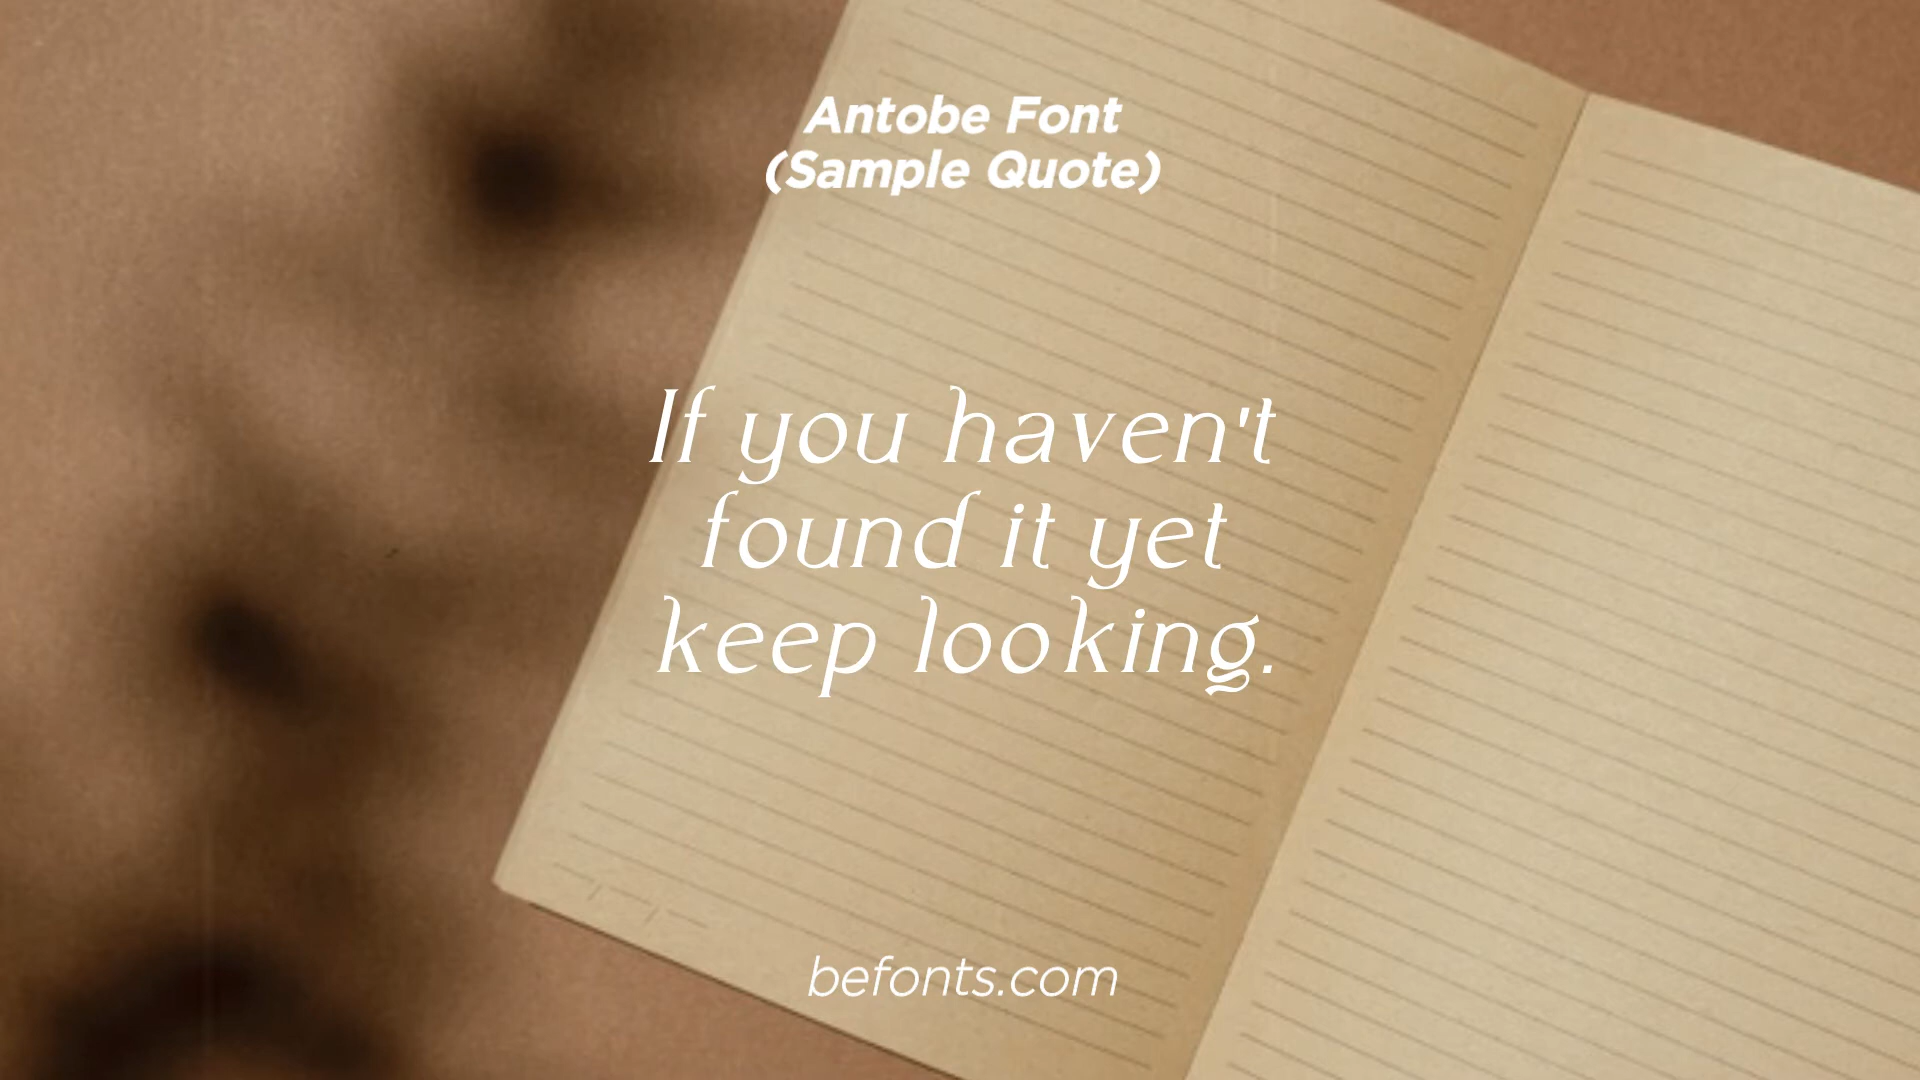 Antobe Font
(Sample Quote)
If you haven't
found it yet
keep looking.
befonts.com